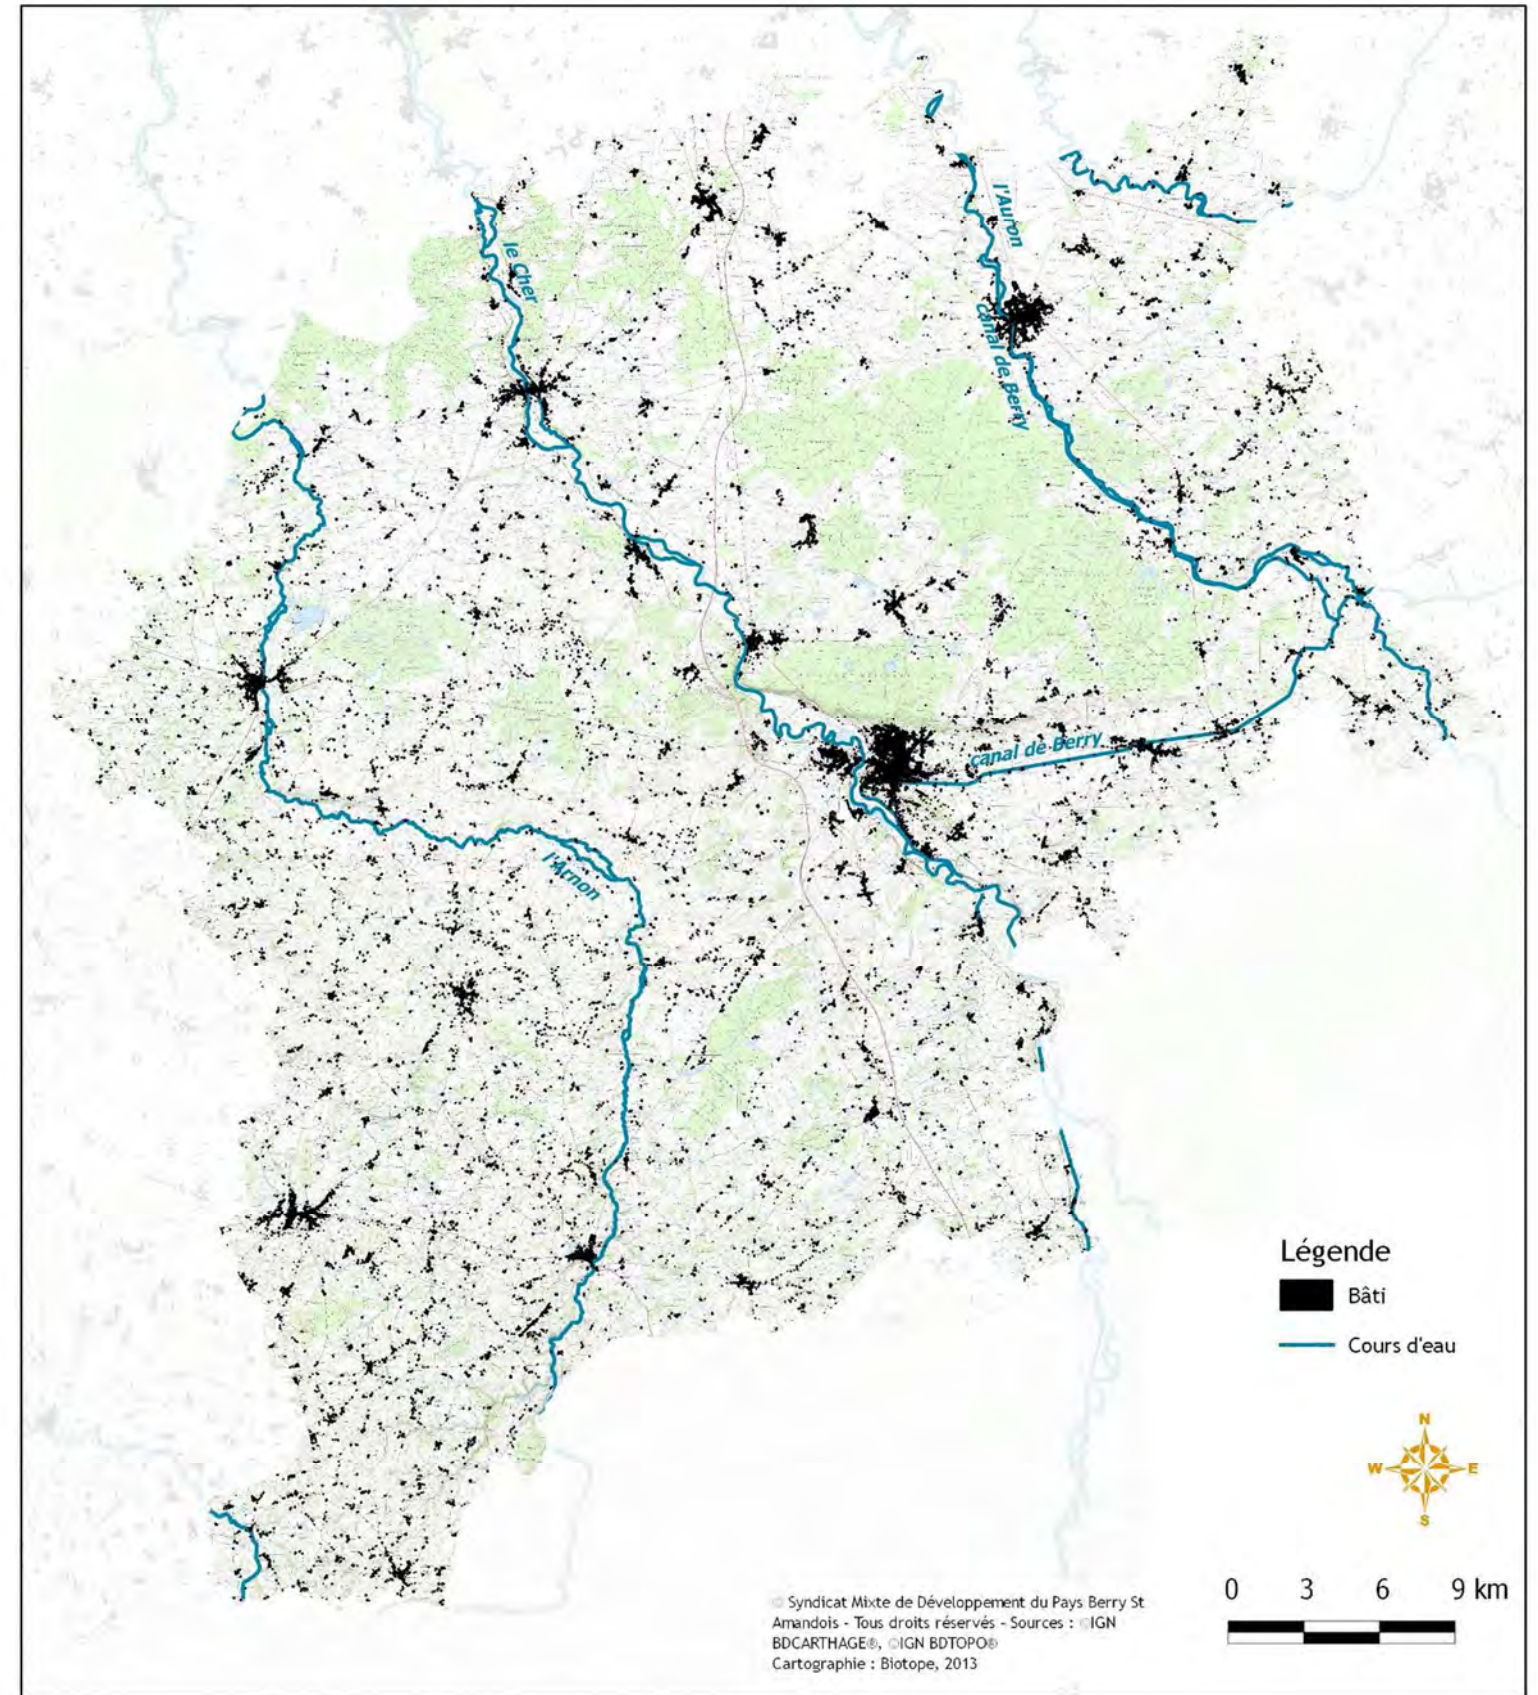 l'Auron
le Cher
canal de Berry
canal de Berry
l'Arnon
Légende
Bâti
Cours d'eau
N
W E
S
0 3 6 9 km
© Syndicat Mixte de Développement du Pays Berry St
Amandois - Tous droits réservés - Sources : ©IGN
BDCARTHAGE®, ©IGN BDTOPO®
Cartographie : Biotope, 2013